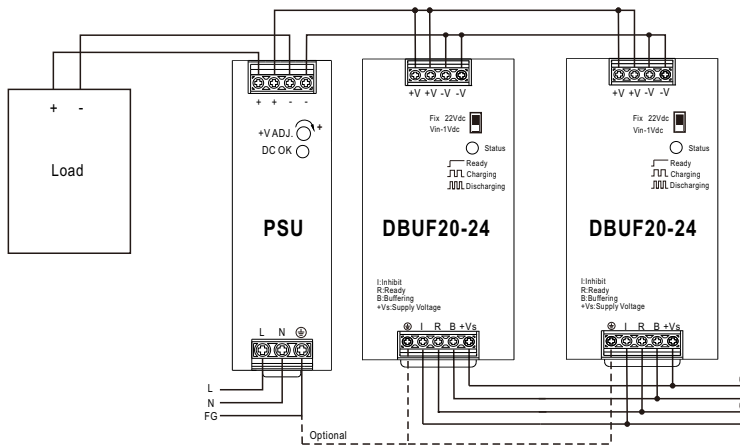 + -
Load
+ + - -
+V ADJ. +
DC OK
PSU
L N
L
N
FG
Optional
+V +V -V -V
Fix 22Vdc
Vin-1Vdc
Status
Ready
Charging
Discharging
DBUF20-24
I:Inhibit
R:Ready
B:Buffering
+Vs:Supply Voltage
I R B +Vs
+V +V -V -V
Fix 22Vdc
Vin-1Vdc
Status
Ready
Charging
Discharging
DBUF20-24
I:Inhibit
R:Ready
B:Buffering
+Vs:Supply Voltage
I R B +Vs